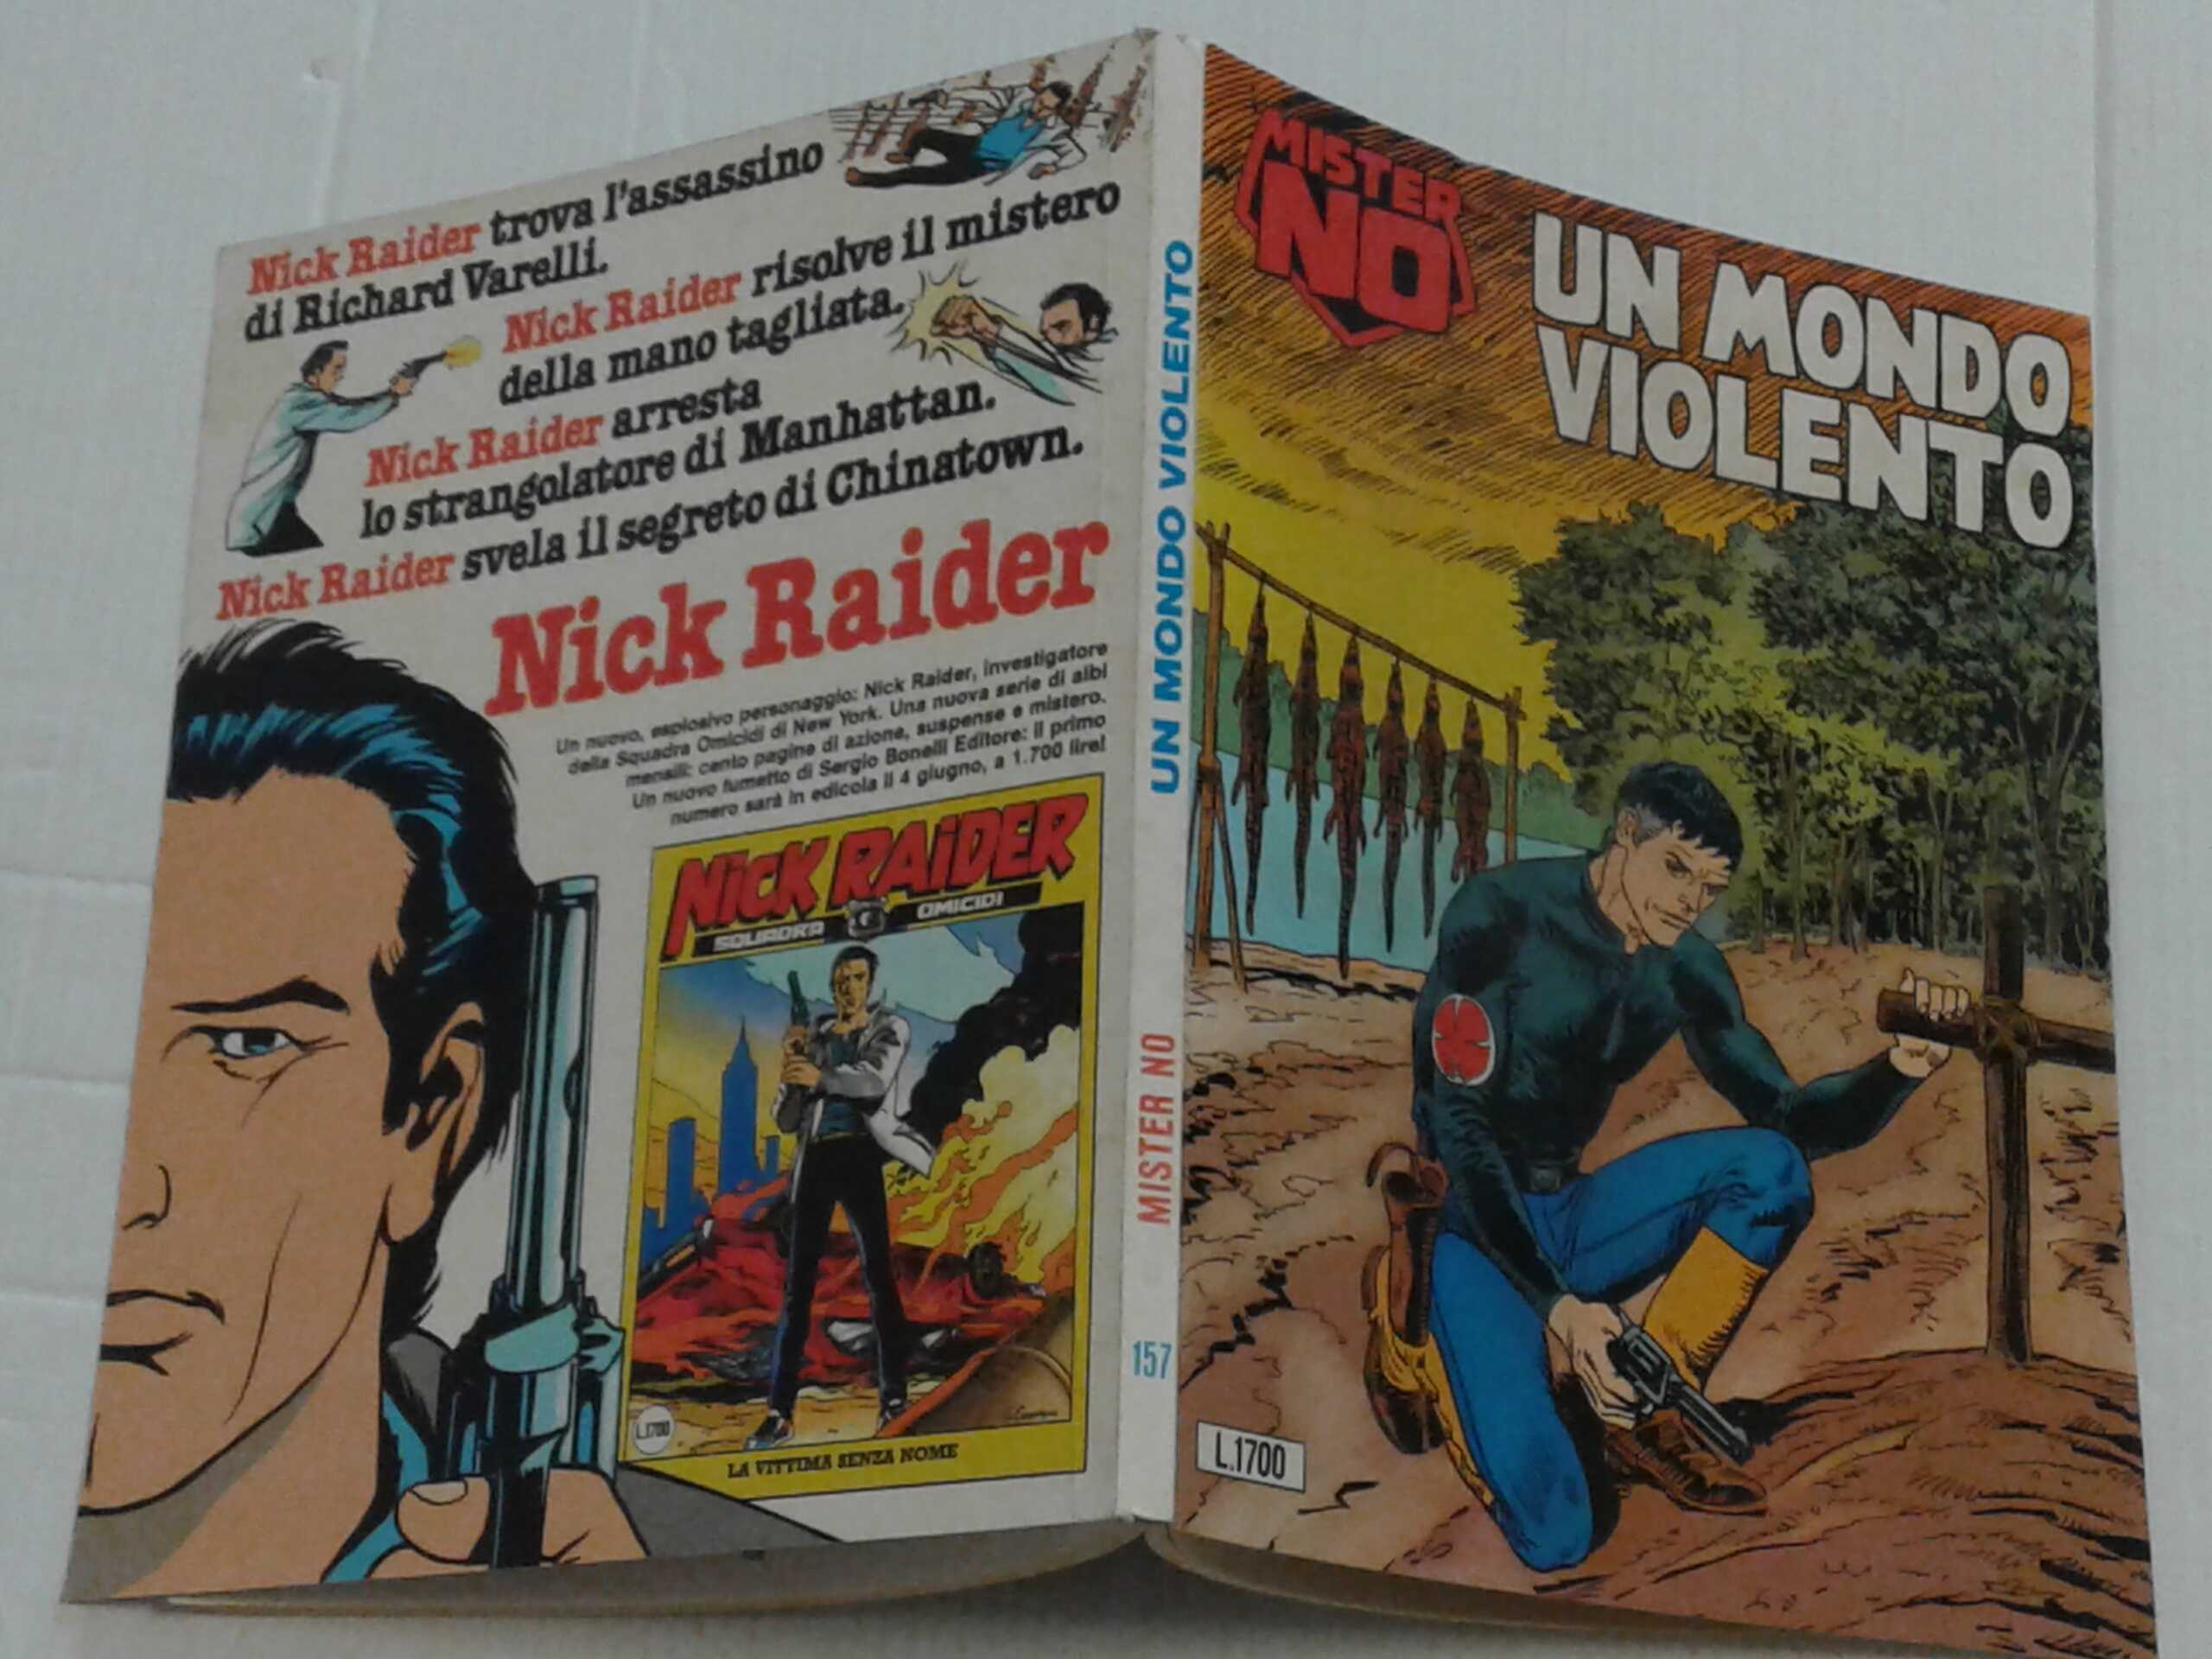 Nick Raider trova l'assassino
di Richard Varelli.
Nick Raider risolve il mistero
della mano tagliata.
Nick Raider arresta
lo strangolatore di Manhattan.
Nick Raider svela il segreto di Chinatown.
Nick Raider
Un nuovo, esplosivo personaggio: Nick Raider, investigatore
della Squadra Omicidi di New York. Una nuova serie di albi
mensili: cento pagine di azione, suspense e mistero.
Un nuovo fumetto di Sergio Bonelli Editore: il primo
numero sarà in edicola il 4 giugno, a 1.700 lire!
NICK RAIDER
SQUADRA OMICIDI
L.1700
LA VITTIMA SENZA NOME
UN MONDO VIOLENTO
MISTER NO
157
MISTER
NO
UN MONDO
VIOLENTO
L.1700